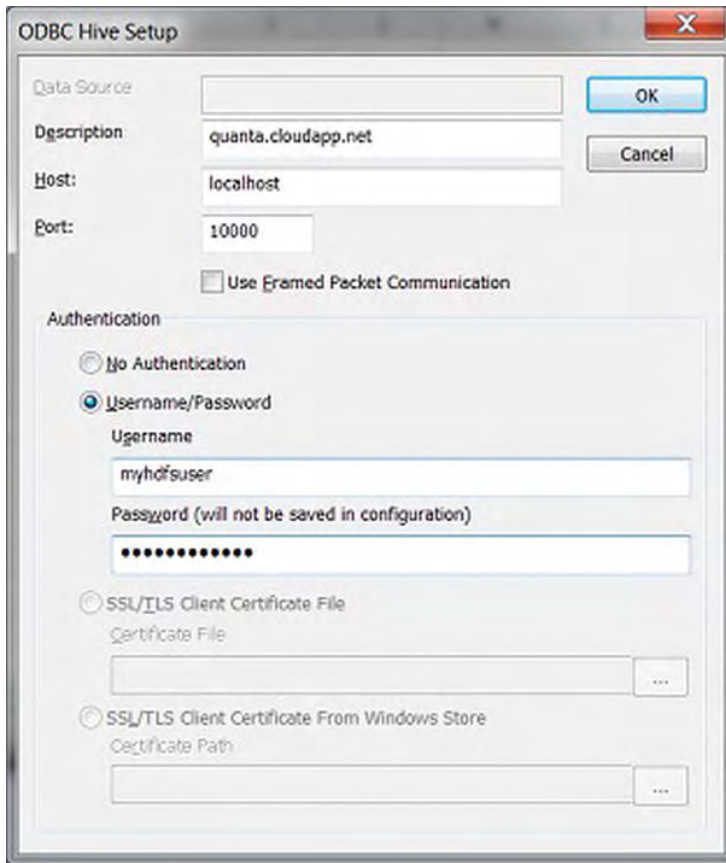 ODBC Hive Setup
Data Source
OK
Description
quanta.cloudapp.net
Cancel
Host:
localhost
Port:
10000
Use Framed Packet Communication
Authentication
No Authentication
Username/Password
Username
myhdfsuser
Password (will not be saved in configuration)
••••••••••••
SSL/TLS Client Certificate File
Certificate File
...
SSL/TLS Client Certificate From Windows Store
Certificate Path
...